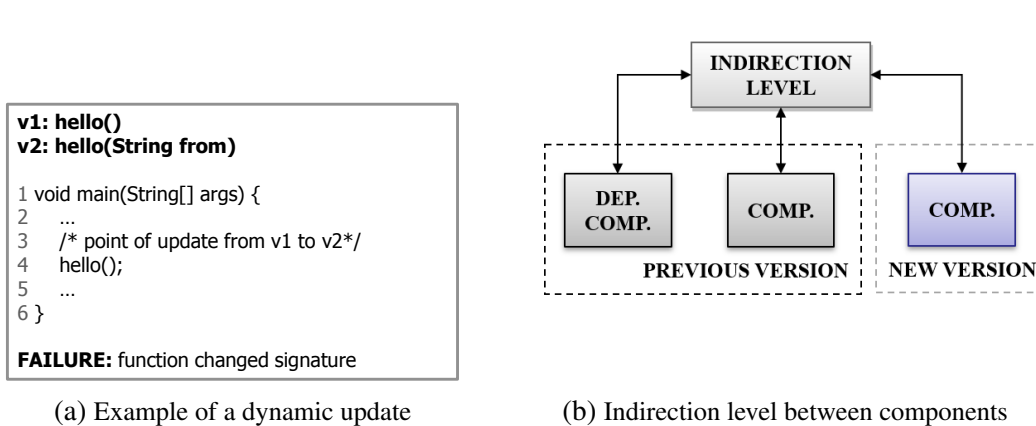 v1: hello()
v2: hello(String from)
1 void main(String[] args) {
2 ...
3 /* point of update from v1 to v2*/
4 hello();
5 ...
6 }
FAILURE: function changed signature
(a) Example of a dynamic update
INDIRECTION
LEVEL
DEP.
COMP.
COMP.
PREVIOUS VERSION
COMP.
NEW VERSION
(b) Indirection level between components